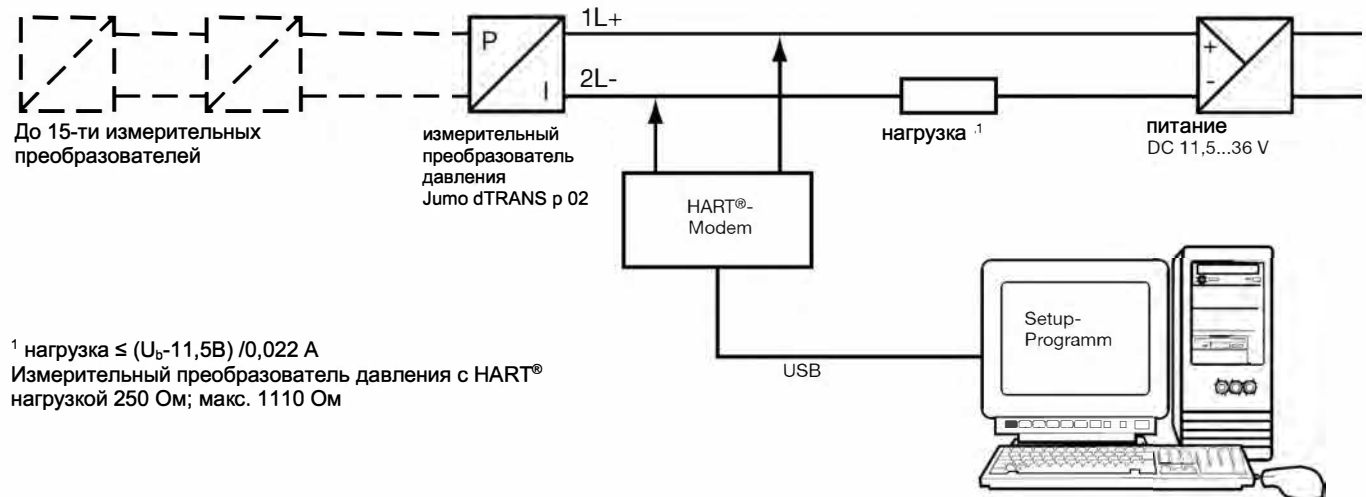 1L+
P
I
2L-
+
-
До 15-ти измерительных
преобразователей
измерительный
преобразователь
давления
Jumo dTRANS p 02
нагрузка .1
питание
DC 11,5...36 V
HART®-
Modem
Setup-
Programm
USB
1 нагрузка ≤ (Ub-11,5В) /0,022 А
Измерительный преобразователь давления с HART®
нагрузкой 250 Ом; макс. 1110 Ом